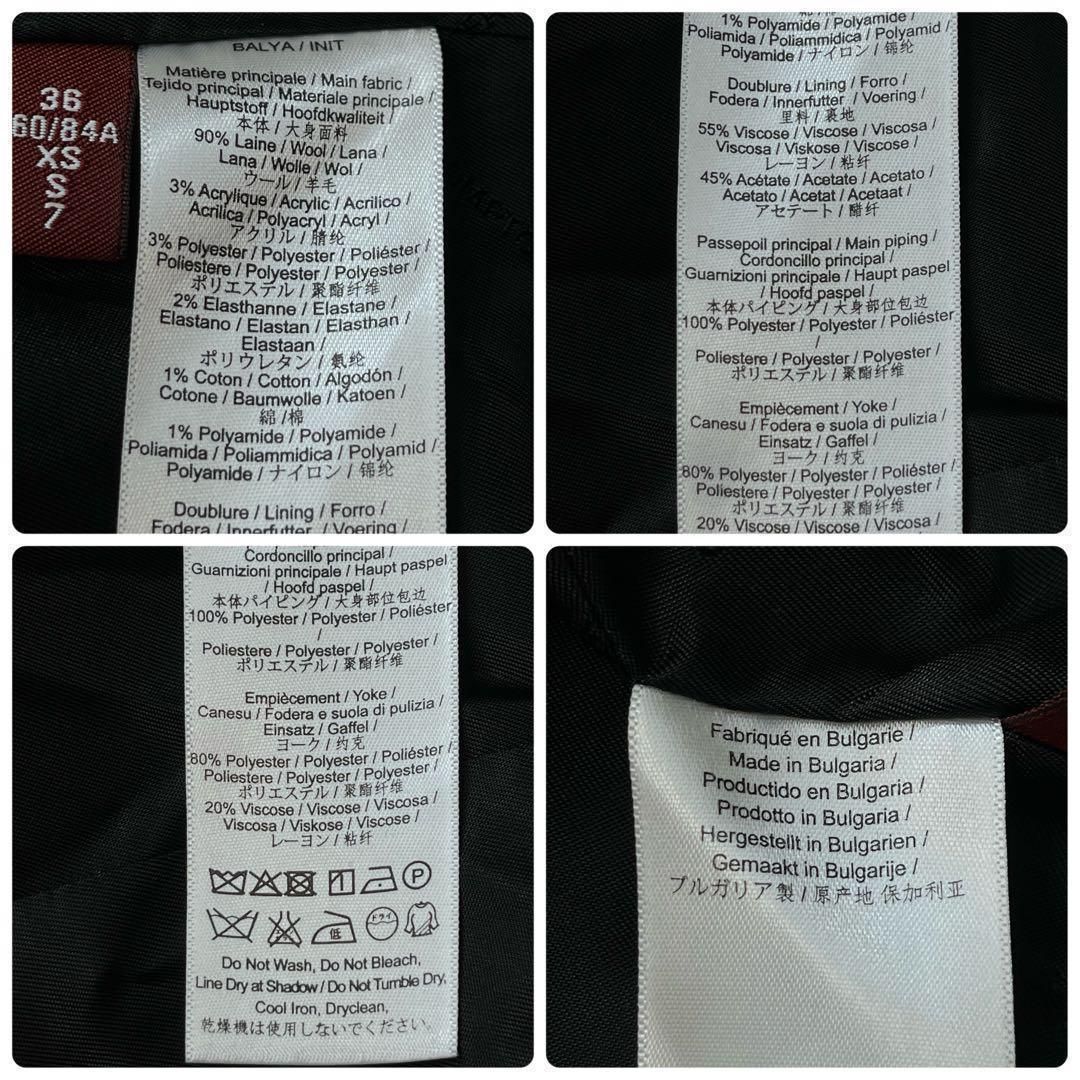 36
60/84A
XS
S
7
BALYA / INIT
Matière principale / Main fabric /
Tejido principal / Materiale principale /
Hauptstoff / Hoofdkwaliteit /
本体 / 大身面料
90% Laine / Wool / Lana /
Lana / Wolle / Wol /
ウール / 羊毛
3% Acrylique / Acrylic / Acrilico /
Acrilica / Polyacryl / Acryl /
アクリル / 腈纶
3% Polyester / Polyester / Poliéster /
Poliestere / Polyester / Polyester /
ポリエステル / 聚酯纤维
2% Elasthanne / Elastane /
Elastano / Elastan / Elasthan /
Elastaan /
ポリウレタン / 氨纶
1% Coton / Cotton / Algodón /
Cotone / Baumwolle / Katoen /
綿 /棉
1% Polyamide / Polyamide /
Poliamida / Poliammidica / Polyamid /
Polyamide / ナイロン / 锦纶
Doublure / Lining / Forro /
Fodera / Innerfutter / Voering /
1% Polyamide / Polyamide /
Poliamida / Poliammidica / Polyamid /
Polyamide / ナイロン / 锦纶
Doublure / Lining / Forro /
Fodera / Innerfutter / Voering /
里料 / 裏地
55% Viscose / Viscose / Viscosa /
Viscosa / Viskose / Viscose /
レーヨン / 粘纤
45% Acétate / Acetate / Acetato /
Acetato / Acetat / Acetaat /
アセテート / 醋纤
Passepoil principal / Main piping /
Cordoncillo principal /
Guarnizioni principale / Haupt paspel
/ Hoofd paspel /
本体パイピング / 大身部位包边
100% Polyester / Polyester / Poliéster
/
Poliestere / Polyester / Polyester /
ポリエステル / 聚酯纤维
Empiècement / Yoke /
Canesu / Fodera e suola di pulizia /
Einsatz / Gaffel /
ヨーク / 约克
80% Polyester / Polyester / Poliéster /
Poliestere / Polyester / Polyester /
ポリエステル / 聚酯纤维
20% Viscose / Viscose / Viscosa /
Cordoncillo principal /
Guarnizioni principale / Haupt paspel
/ Hoofd paspel /
本体パイピング / 大身部位包边
100% Polyester / Polyester / Poliéster
/
Poliestere / Polyester / Polyester /
ポリエステル / 聚酯纤维
Empiècement / Yoke /
Canesu / Fodera e suola di pulizia /
Einsatz / Gaffel /
ヨーク / 约克
80% Polyester / Polyester / Poliéster /
Poliestere / Polyester / Polyester /
ポリエステル / 聚酯纤维
20% Viscose / Viscose / Viscosa /
Viscosa / Viskose / Viscose /
レーヨン / 粘纤
1 P
低 ドライ
Do Not Wash, Do Not Bleach,
Line Dry at Shadow / Do Not Tumble Dry,
Cool Iron, Dryclean,
乾燥機は使用しないでください。
Fabriqué en Bulgarie /
Made in Bulgaria /
Productido en Bulgaria /
Prodotto in Bulgaria /
Hergestellt in Bulgarien /
Gemaakt in Bulgarije /
ブルガリア製 / 原产地 保加利亚